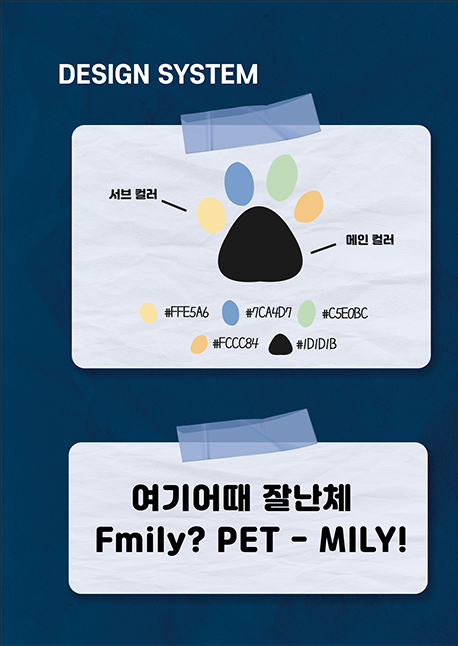 DESIGN SYSTEM
서브 컬러
메인 컬러
#FFE5A6 #7CA4D7 #C5E0BC
#FCCC84 #1D1D1B
여기어때 잘난체
Fmily? PET - MILY!